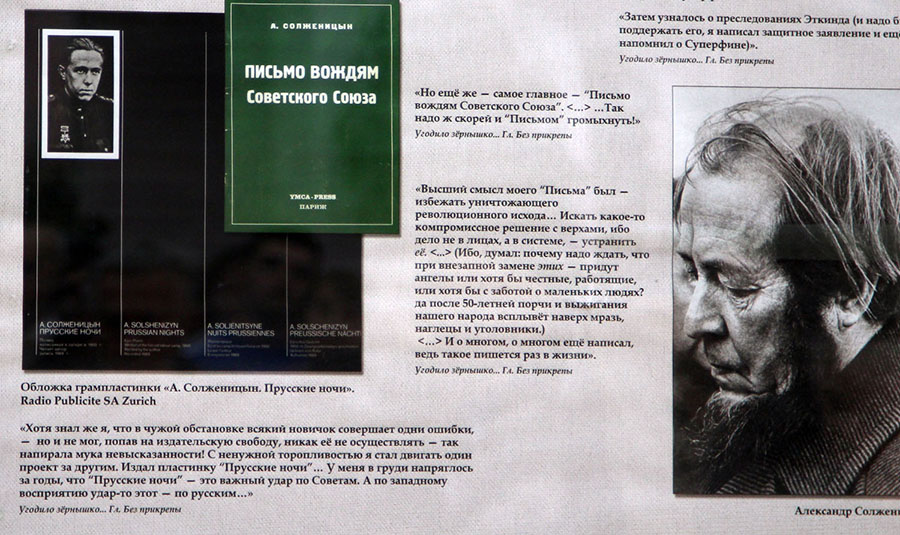 «Затем узналось о преследованиях Эткинда (и надо
поддержать его, я написал защитное заявление и ещё
напомнил о Суперфине)».
Угодило зёрнышко... Гл. Без прикрепы
А. СОЛЖЕНИЦЫН
ПИСЬМО ВОЖДЯМ
Советского Союза
YMCA-PRESS
ПАРИЖ
«Но ещё же — самое главное — “Письмо
вождям Советского Союза”. <...> ...Так
надо ж скорей и “Письмом” громыхнуть!»
Угодило зёрнышко... Гл. Без прикрепы
«Высший смысл моего “Письма” был —
избежать уничтожающего
революционного исхода... Искать какое-то
компромиссное решение с верхами, ибо
дело не в лицах, а в системе, — устранить
её. <...> (Ибо, думал: почему надо ждать, что
при внезапной замене этих — придут
ангелы или хотя бы честные, работящие,
или хотя бы с заботой о маленьких людях?
да после 50-летней порчи и выжигания
нашего народа всплывёт наверх мразь,
наглецы и уголовники.)
<...> И о многом, о многом ещё написал,
ведь такое пишется раз в жизни».
Угодило зёрнышко... Гл. Без прикрепы
А. СОЛЖЕНИЦЫН
ПРУССКИЕ НОЧИ
A. SOLSHENIZYN
PRUSSIAN NIGHTS
A. SOLJENITSYNE
NUITS PRUSSIENNES
A. SOLSCHENIZYN
PREUSSISCHE NÄCHTE
Обложка грампластинки «А. Солженицын. Прусские ночи».
Radio Publicite SA Zurich
«Хотя знал же я, что в чужой обстановке всякий новичок совершает одни ошибки,
— но и не мог, попав на издательскую свободу, никак её не осуществлять — так
напирала мука невысказанности! С ненужной торопливостью я стал двигать один
проект за другим. Издал пластинку “Прусские ночи”... У меня в груди напряглось
за годы, что “Прусские ночи” — это важный удар по Советам. А по западному
восприятию удар-то этот — по русским...»
Угодило зёрнышко... Гл. Без прикрепы
Александр